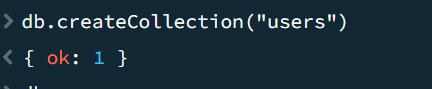 > db.createCollection("users")
< { ok: 1 }